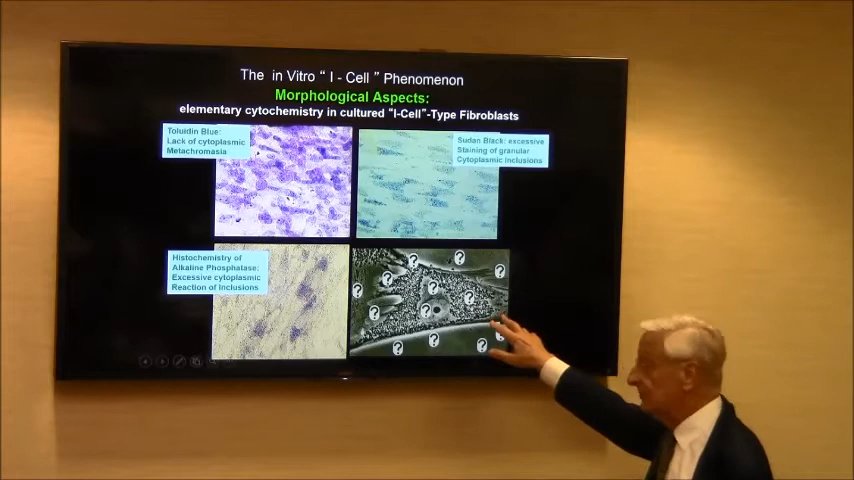 The in Vitro “ I - Cell ” Phenomenon
Morphological Aspects:
elementary cytochemistry in cultured “I-Cell”-Type Fibroblasts
Toluidin Blue:
Lack of cytoplasmic
Metachromasia
Sudan Black: excessive
Staining of granular
Cytoplasmic Inclusions
Histochemistry of
Alkaline Phosphatase:
Excessive cytoplasmic
Reaction of Inclusions
? ? ?
? ? ?
? ? ?
? ? ?